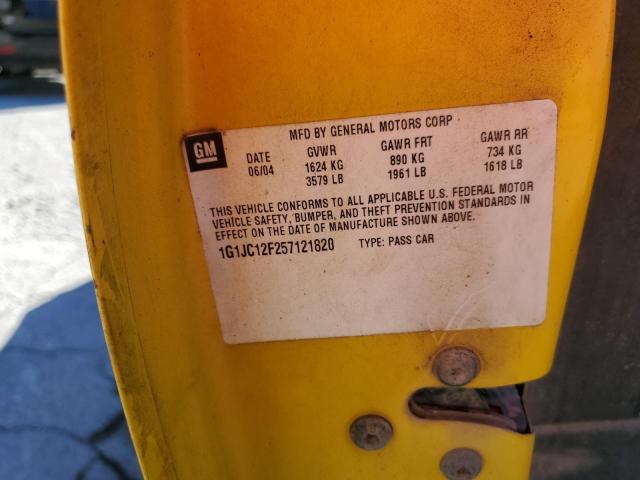 GM
MFD BY GENERAL MOTORS CORP
DATE GVWR GAWR FRT GAWR RR
06/04 1624 KG 890 KG 734 KG
3579 LB 1961 LB 1618 LB
THIS VEHICLE CONFORMS TO ALL APPLICABLE U.S. FEDERAL MOTOR
VEHICLE SAFETY, BUMPER, AND THEFT PREVENTION STANDARDS IN
EFFECT ON THE DATE OF MANUFACTURE SHOWN ABOVE.
1G1JC12F257121820 TYPE: PASS CAR